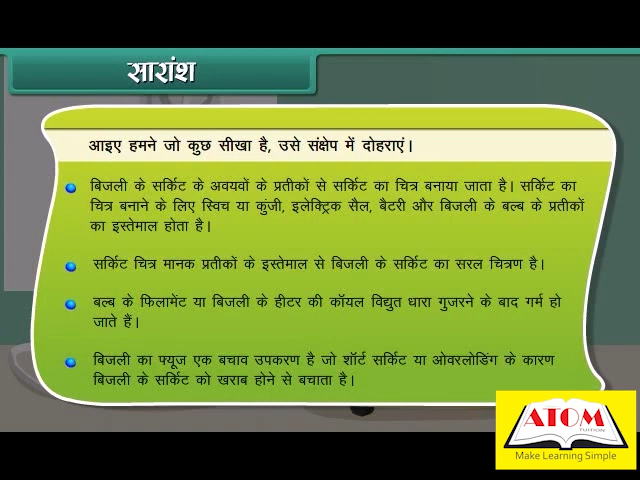 सारांश
आइए हमने जो कुछ सीखा है, उसे संक्षेप में दोहराएं।
बिजली के सर्किट के अवयवों के प्रतीकों से सर्किट का चित्र बनाया जाता है। सर्किट का
चित्र बनाने के लिए स्विच या कुंजी, इलेक्ट्रिक सैल, बैटरी और बिजली के बल्ब के प्रतीकों
का इस्तेमाल होता है।
सर्किट चित्र मानक प्रतीकों के इस्तेमाल से बिजली के सर्किट का सरल चित्रण है।
बल्ब के फिलामेंट या बिजली के हीटर की कॉयल विद्युत धारा गुजरने के बाद गर्म हो
जाते हैं।
बिजली का फ्यूज एक बचाव उपकरण है जो शॉर्ट सर्किट या ओवरलोडिंग के कारण
बिजली के सर्किट को खराब होने से बचाता है।
ATOM
TUITION
Make Learning Simple